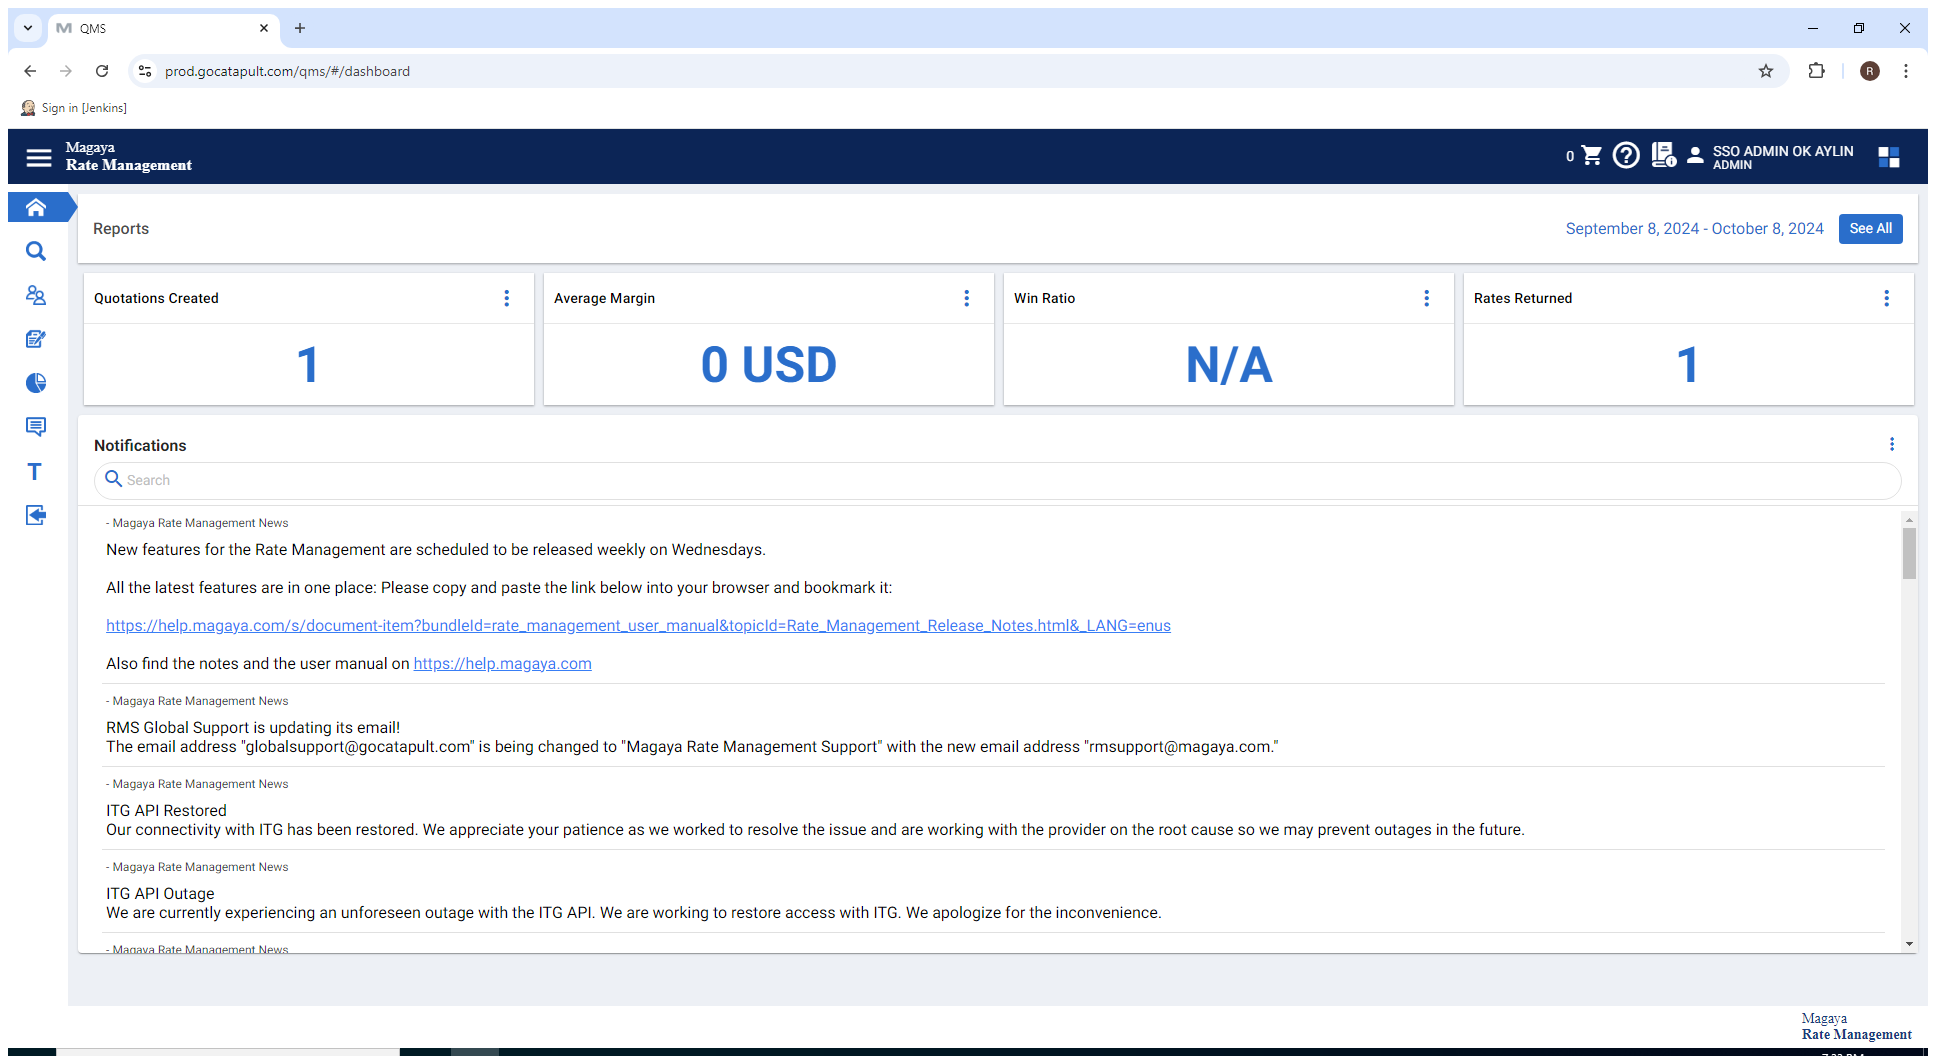 QMS
prod.gocatapult.com/qms/#/dashboard
R
Sign in [Jenkins]
Magaya
Rate Management
0
SSO ADMIN OK AYLIN
ADMIN
Reports
September 8, 2024 - October 8, 2024
See All
Quotations Created
Average Margin
Win Ratio
Rates Returned
1
0 USD
N/A
1
Notifications
Search
T
- Magaya Rate Management News
New features for the Rate Management are scheduled to be released weekly on Wednesdays.
All the latest features are in one place: Please copy and paste the link below into your browser and bookmark it:
https://help.magaya.com/s/document-item?bundleId=rate_management_user_manual&topicId=Rate_Management_Release_Notes.html&_LANG=enus
Also find the notes and the user manual on https://help.magaya.com
- Magaya Rate Management News
RMS Global Support is updating its email!
The email address "globalsupport@gocatapult.com" is being changed to "Magaya Rate Management Support" with the new email address "rmsupport@magaya.com."
- Magaya Rate Management News
ITG API Restored
Our connectivity with ITG has been restored. We appreciate your patience as we worked to resolve the issue and are working with the provider on the root cause so we may prevent outages in the future.
- Magaya Rate Management News
ITG API Outage
We are currently experiencing an unforeseen outage with the ITG API. We are working to restore access with ITG. We apologize for the inconvenience.
- Magaya Rate Management News
Magaya
Rate Management